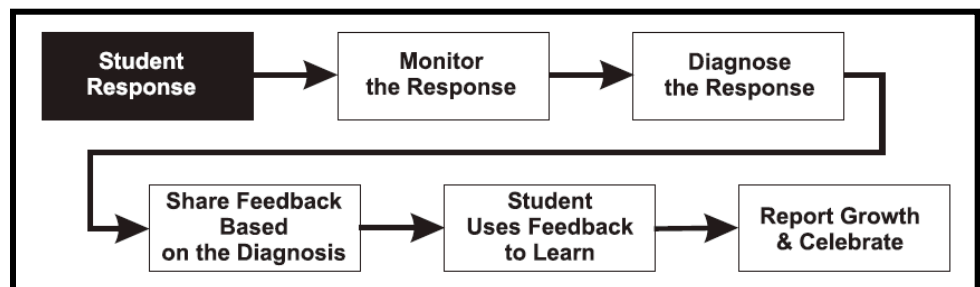 Student
Response
Monitor
the Response
Diagnose
the Response
Share Feedback
Based
on the Diagnosis
Student
Uses Feedback
to Learn
Report Growth
& Celebrate